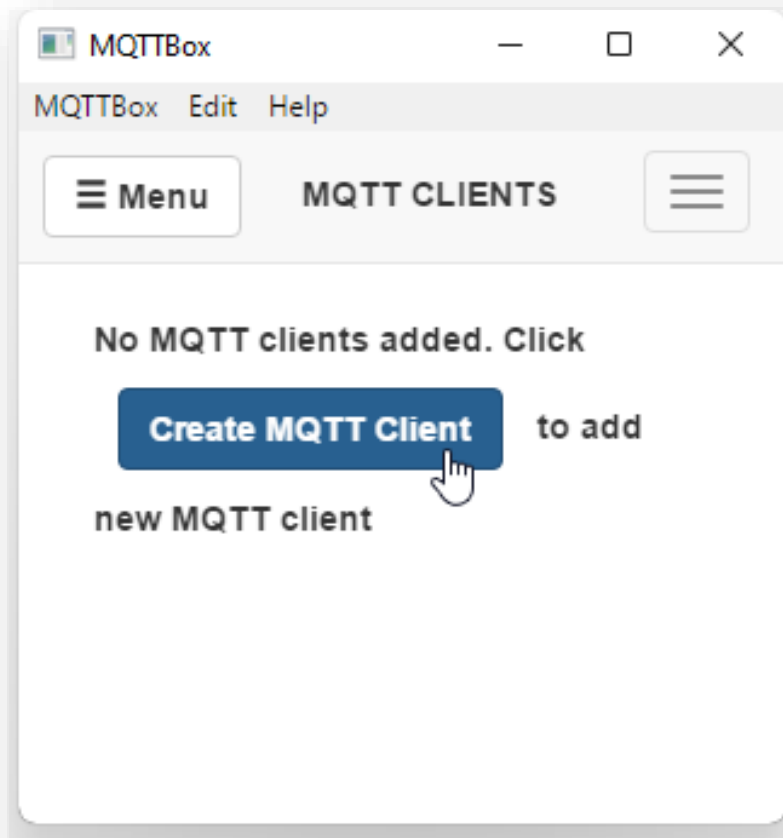 MQTTBox
MQTTBox Edit Help
☰ Menu MQTT CLIENTS
No MQTT clients added. Click
Create MQTT Client to add
new MQTT client